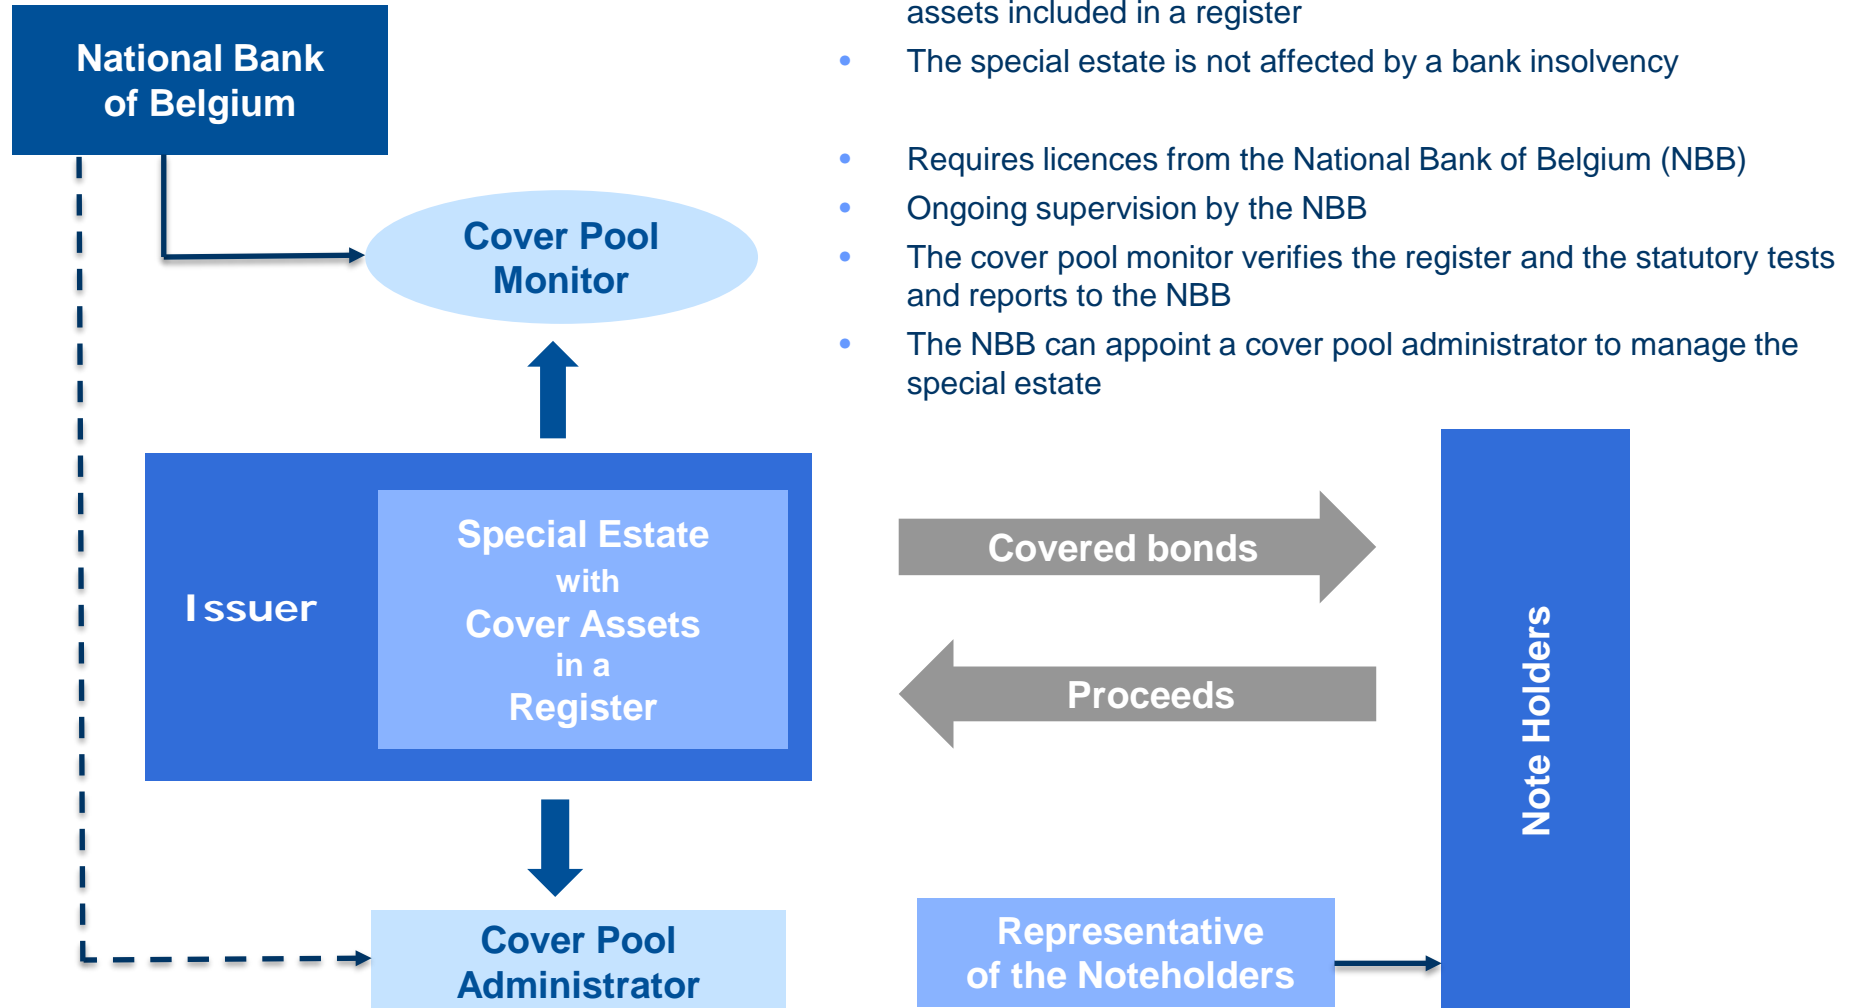 assets included in a register
• The special estate is not affected by a bank insolvency
• Requires licences from the National Bank of Belgium (NBB)
• Ongoing supervision by the NBB
• The cover pool monitor verifies the register and the statutory tests
and reports to the NBB
• The NBB can appoint a cover pool administrator to manage the
special estate
National Bank
of Belgium
Cover Pool
Monitor
Issuer
Special Estate
with
Cover Assets
in a
Register
Covered bonds
Proceeds
Note Holders
Cover Pool
Administrator
Representative
of the Noteholders